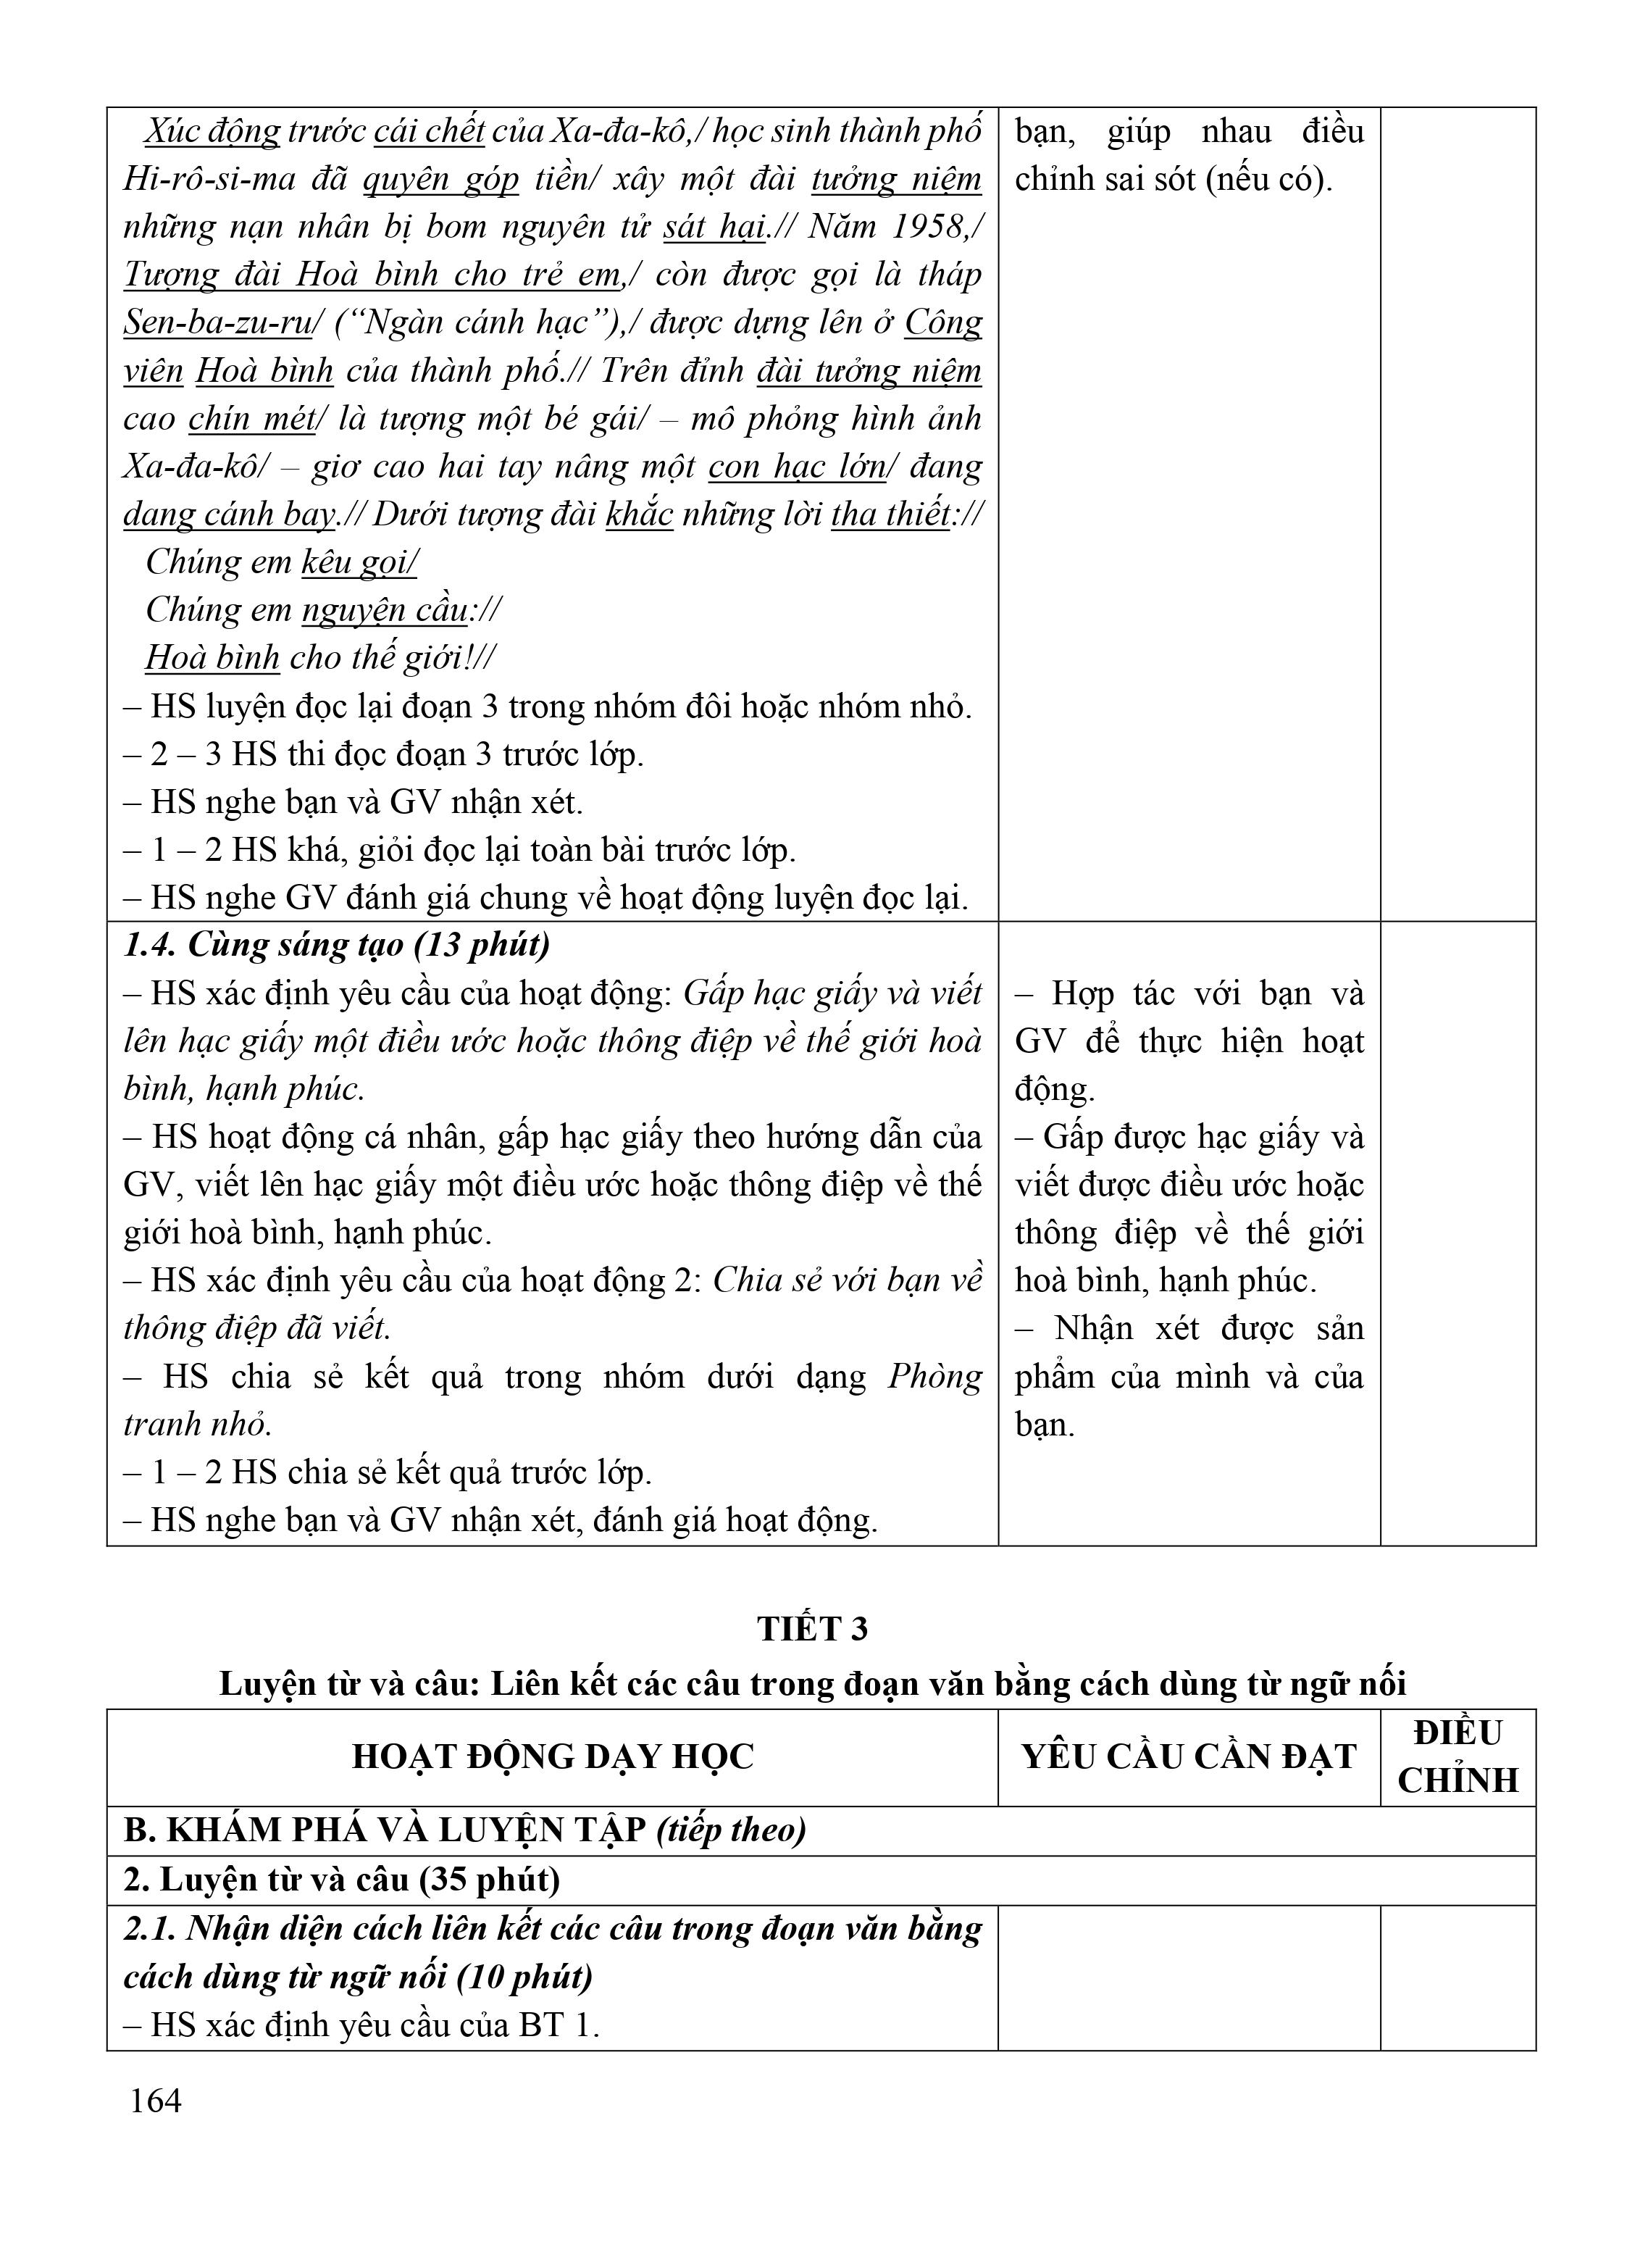 Xúc động trước cái chết của Xa-đa-kô,/ học sinh thành phố
Hi-rô-si-ma đã quyên góp tiền/ xây một đài tưởng niệm
những nạn nhân bị bom nguyên tử sát hại.// Năm 1958,/
Tượng đài Hoà bình cho trẻ em,/ còn được gọi là tháp
Sen-ba-zu-ru/ (“Ngàn cánh hạc”),/ được dựng lên ở Công
viên Hoà bình của thành phố.// Trên đỉnh đài tưởng niệm
cao chín mét/ là tượng một bé gái/ – mô phỏng hình ảnh
Xa-đa-kô/ – giơ cao hai tay nâng một con hạc lớn/ đang
dang cánh bay.// Dưới tượng đài khắc những lời tha thiết://
Chúng em kêu gọi/
Chúng em nguyện cầu://
Hoà bình cho thế giới!//
– HS luyện đọc lại đoạn 3 trong nhóm đôi hoặc nhóm nhỏ.
– 2 – 3 HS thi đọc đoạn 3 trước lớp.
– HS nghe bạn và GV nhận xét.
– 1 – 2 HS khá, giỏi đọc lại toàn bài trước lớp.
– HS nghe GV đánh giá chung về hoạt động luyện đọc lại.
bạn, giúp nhau điều
chỉnh sai sót (nếu có).
1.4. Cùng sáng tạo (13 phút)
– HS xác định yêu cầu của hoạt động: Gấp hạc giấy và viết
lên hạc giấy một điều ước hoặc thông điệp về thế giới hoà
bình, hạnh phúc.
– HS hoạt động cá nhân, gấp hạc giấy theo hướng dẫn của
GV, viết lên hạc giấy một điều ước hoặc thông điệp về thế
giới hoà bình, hạnh phúc.
– HS xác định yêu cầu của hoạt động 2: Chia sẻ với bạn về
thông điệp đã viết.
– HS chia sẻ kết quả trong nhóm dưới dạng Phòng
tranh nhỏ.
– 1 – 2 HS chia sẻ kết quả trước lớp.
– HS nghe bạn và GV nhận xét, đánh giá hoạt động.
– Hợp tác với bạn và
GV để thực hiện hoạt
động.
– Gấp được hạc giấy và
viết được điều ước hoặc
thông điệp về thế giới
hoà bình, hạnh phúc.
– Nhận xét được sản
phẩm của mình và của
bạn.
TIẾT 3
Luyện từ và câu: Liên kết các câu trong đoạn văn bằng cách dùng từ ngữ nối
HOẠT ĐỘNG DẠY HỌC
YÊU CẦU CẦN ĐẠT
ĐIỀU
CHỈNH
B. KHÁM PHÁ VÀ LUYỆN TẬP (tiếp theo)
2. Luyện từ và câu (35 phút)
2.1. Nhận diện cách liên kết các câu trong đoạn văn bằng
cách dùng từ ngữ nối (10 phút)
– HS xác định yêu cầu của BT 1.
164